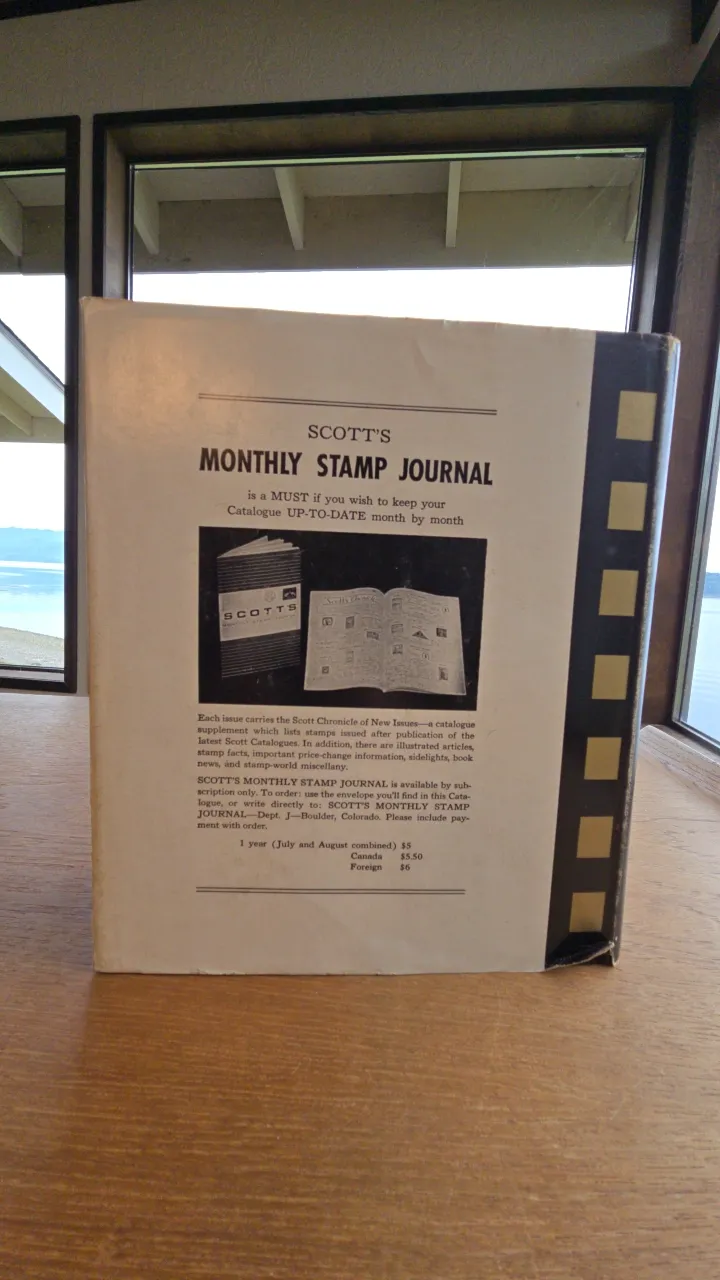 SCOTT'S
MONTHLY STAMP JOURNAL
is a MUST if you wish to keep your
Catalogue UP-TO-DATE month by month
SCOTT'S
Each issue carries the Scott Chronicle of New Issues—a catalogue
supplement which lists stamps issued after publication of the
latest Scott Catalogues. In addition, there are illustrated articles,
stamp facts, important price-change information, sidelights, book
news, and stamp-world miscellany.
SCOTT'S MONTHLY STAMP JOURNAL is available by sub-
scription only. To order: use the envelope you'll find in this Cata-
logue, or write directly to: SCOTT'S MONTHLY STAMP
JOURNAL—Dept. J—Boulder, Colorado. Please include pay-
ment with order.
1 year (July and August combined) $5
Canada $5.50
Foreign $6